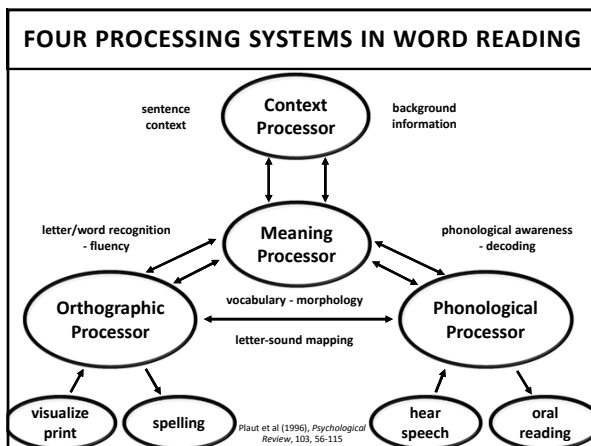 FOUR PROCESSING SYSTEMS IN WORD READING
sentence
context
Context
Processor
background
information
letter/word recognition
- fluency
Meaning
Processor
phonological awareness
- decoding
Orthographic
Processor
vocabulary - morphology
letter-sound mapping
Phonological
Processor
visualize
print
spelling
Plaut et al (1996), Psychological
Review, 103, 56-115
hear
speech
oral
reading